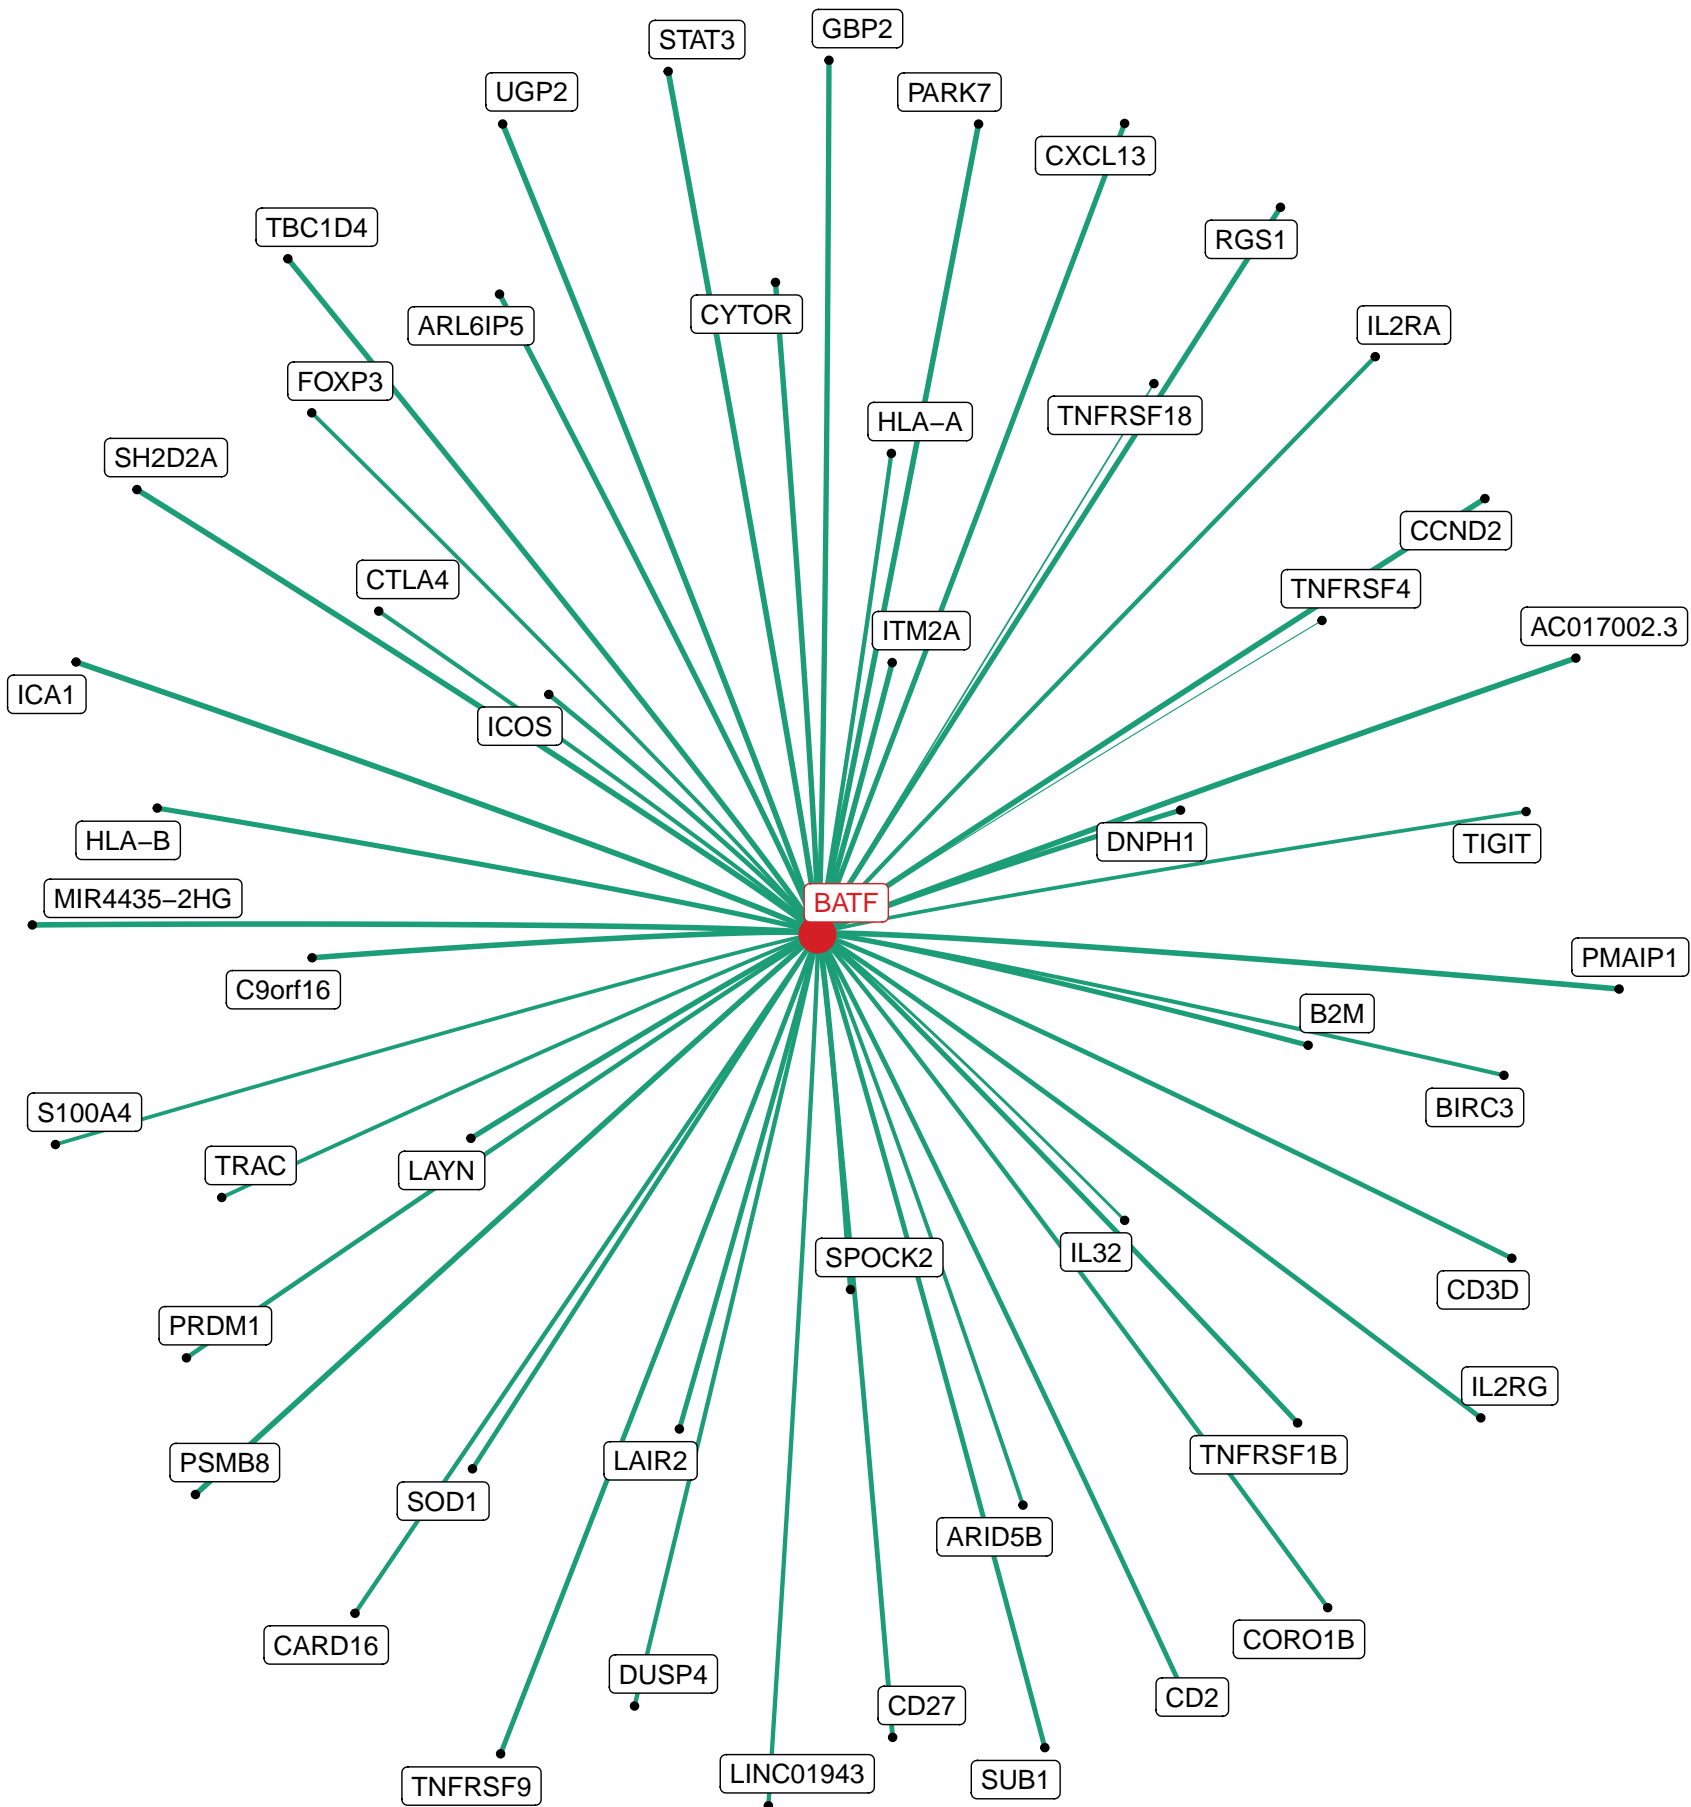 GBP2
STAT3
UGP2
PARK7
CXCL13
TBC1D4
RGS1
CYTOR
ARL6IP5
IL2RA
FOXP3
TNFRSF18
HLA−A
SH2D2A
CCND2
CTLA4
TNFRSF4
AC017002.3
ITM2A
ICA1
ICOS
HLA−B
DNPH1
TIGIT
MIR4435−2HG
BATF
PMAIP1
C9orf16
B2M
BIRC3
S100A4
TRAC
LAYN
IL32
SPOCK2
CD3D
PRDM1
IL2RG
TNFRSF1B
LAIR2
PSMB8
SOD1
ARID5B
CORO1B
CARD16
DUSP4
CD2
CD27
LINC01943
SUB1
TNFRSF9